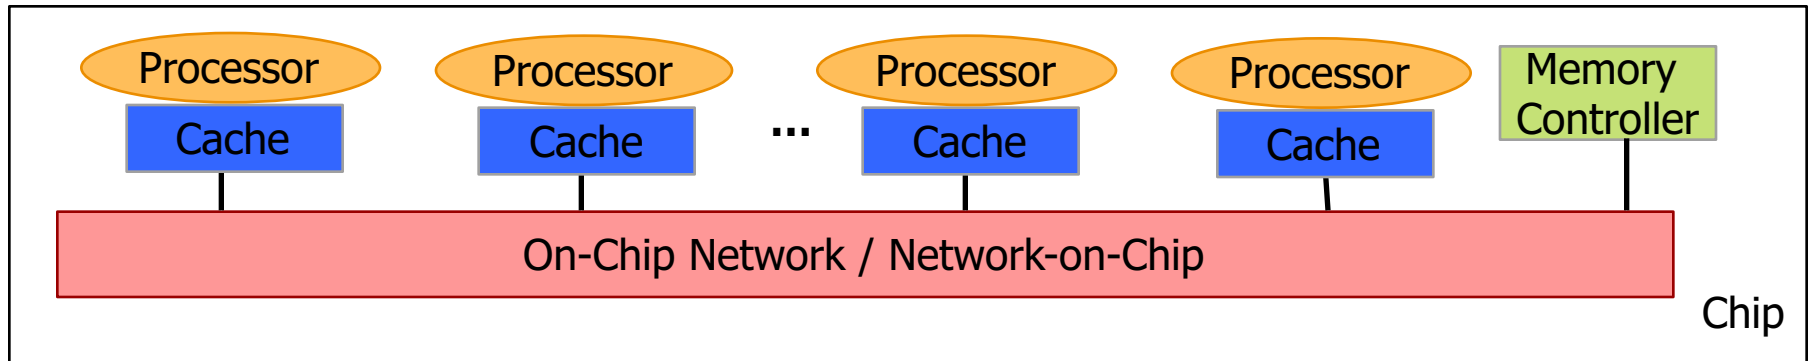 Processor
Cache
Processor
Cache
...
Processor
Cache
Processor
Cache
Memory
Controller
On-Chip Network / Network-on-Chip
Chip